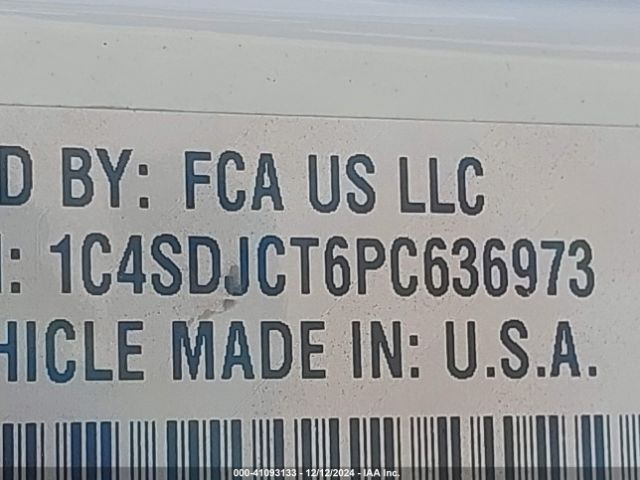 D BY: FCA US LLC
: 1C4SDJCT6PC636973
HICLE MADE IN: U.S.A.
000-41093133 - 12/12/2024 - IAA Inc.